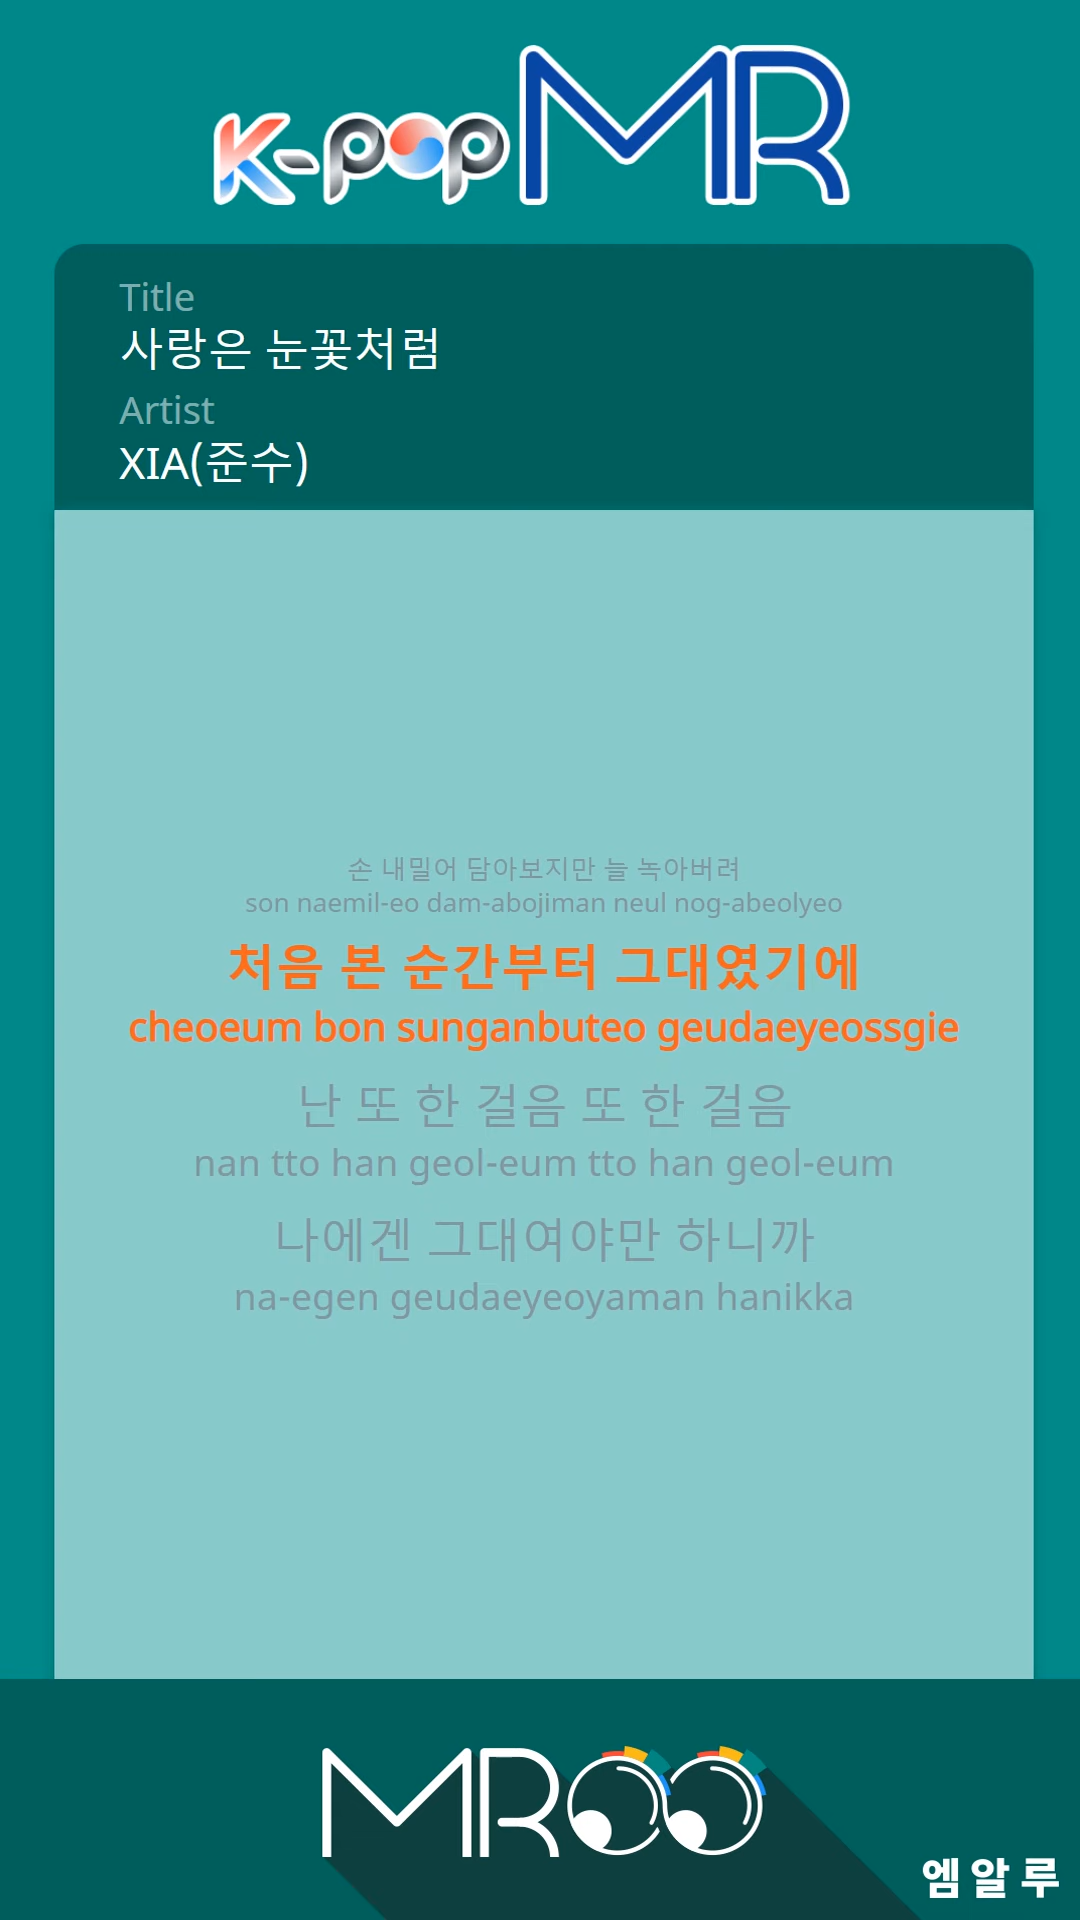 K-pop MR
Title
사랑은 눈꽃처럼
Artist
XIA(준수)
손 내밀어 담아보지만 늘 녹아버려
son naemil-eo dam-abojiman neul nog-abeolyeo
처음 본 순간부터 그대였기에
cheoeum bon sunganbuteo geudaeyeossgie
난 또 한 걸음 또 한 걸음
nan tto han geol-eum tto han geol-eum
나에겐 그대여야만 하니까
na-egen geudaeyeoyaman hanikka
MROO
엠알루